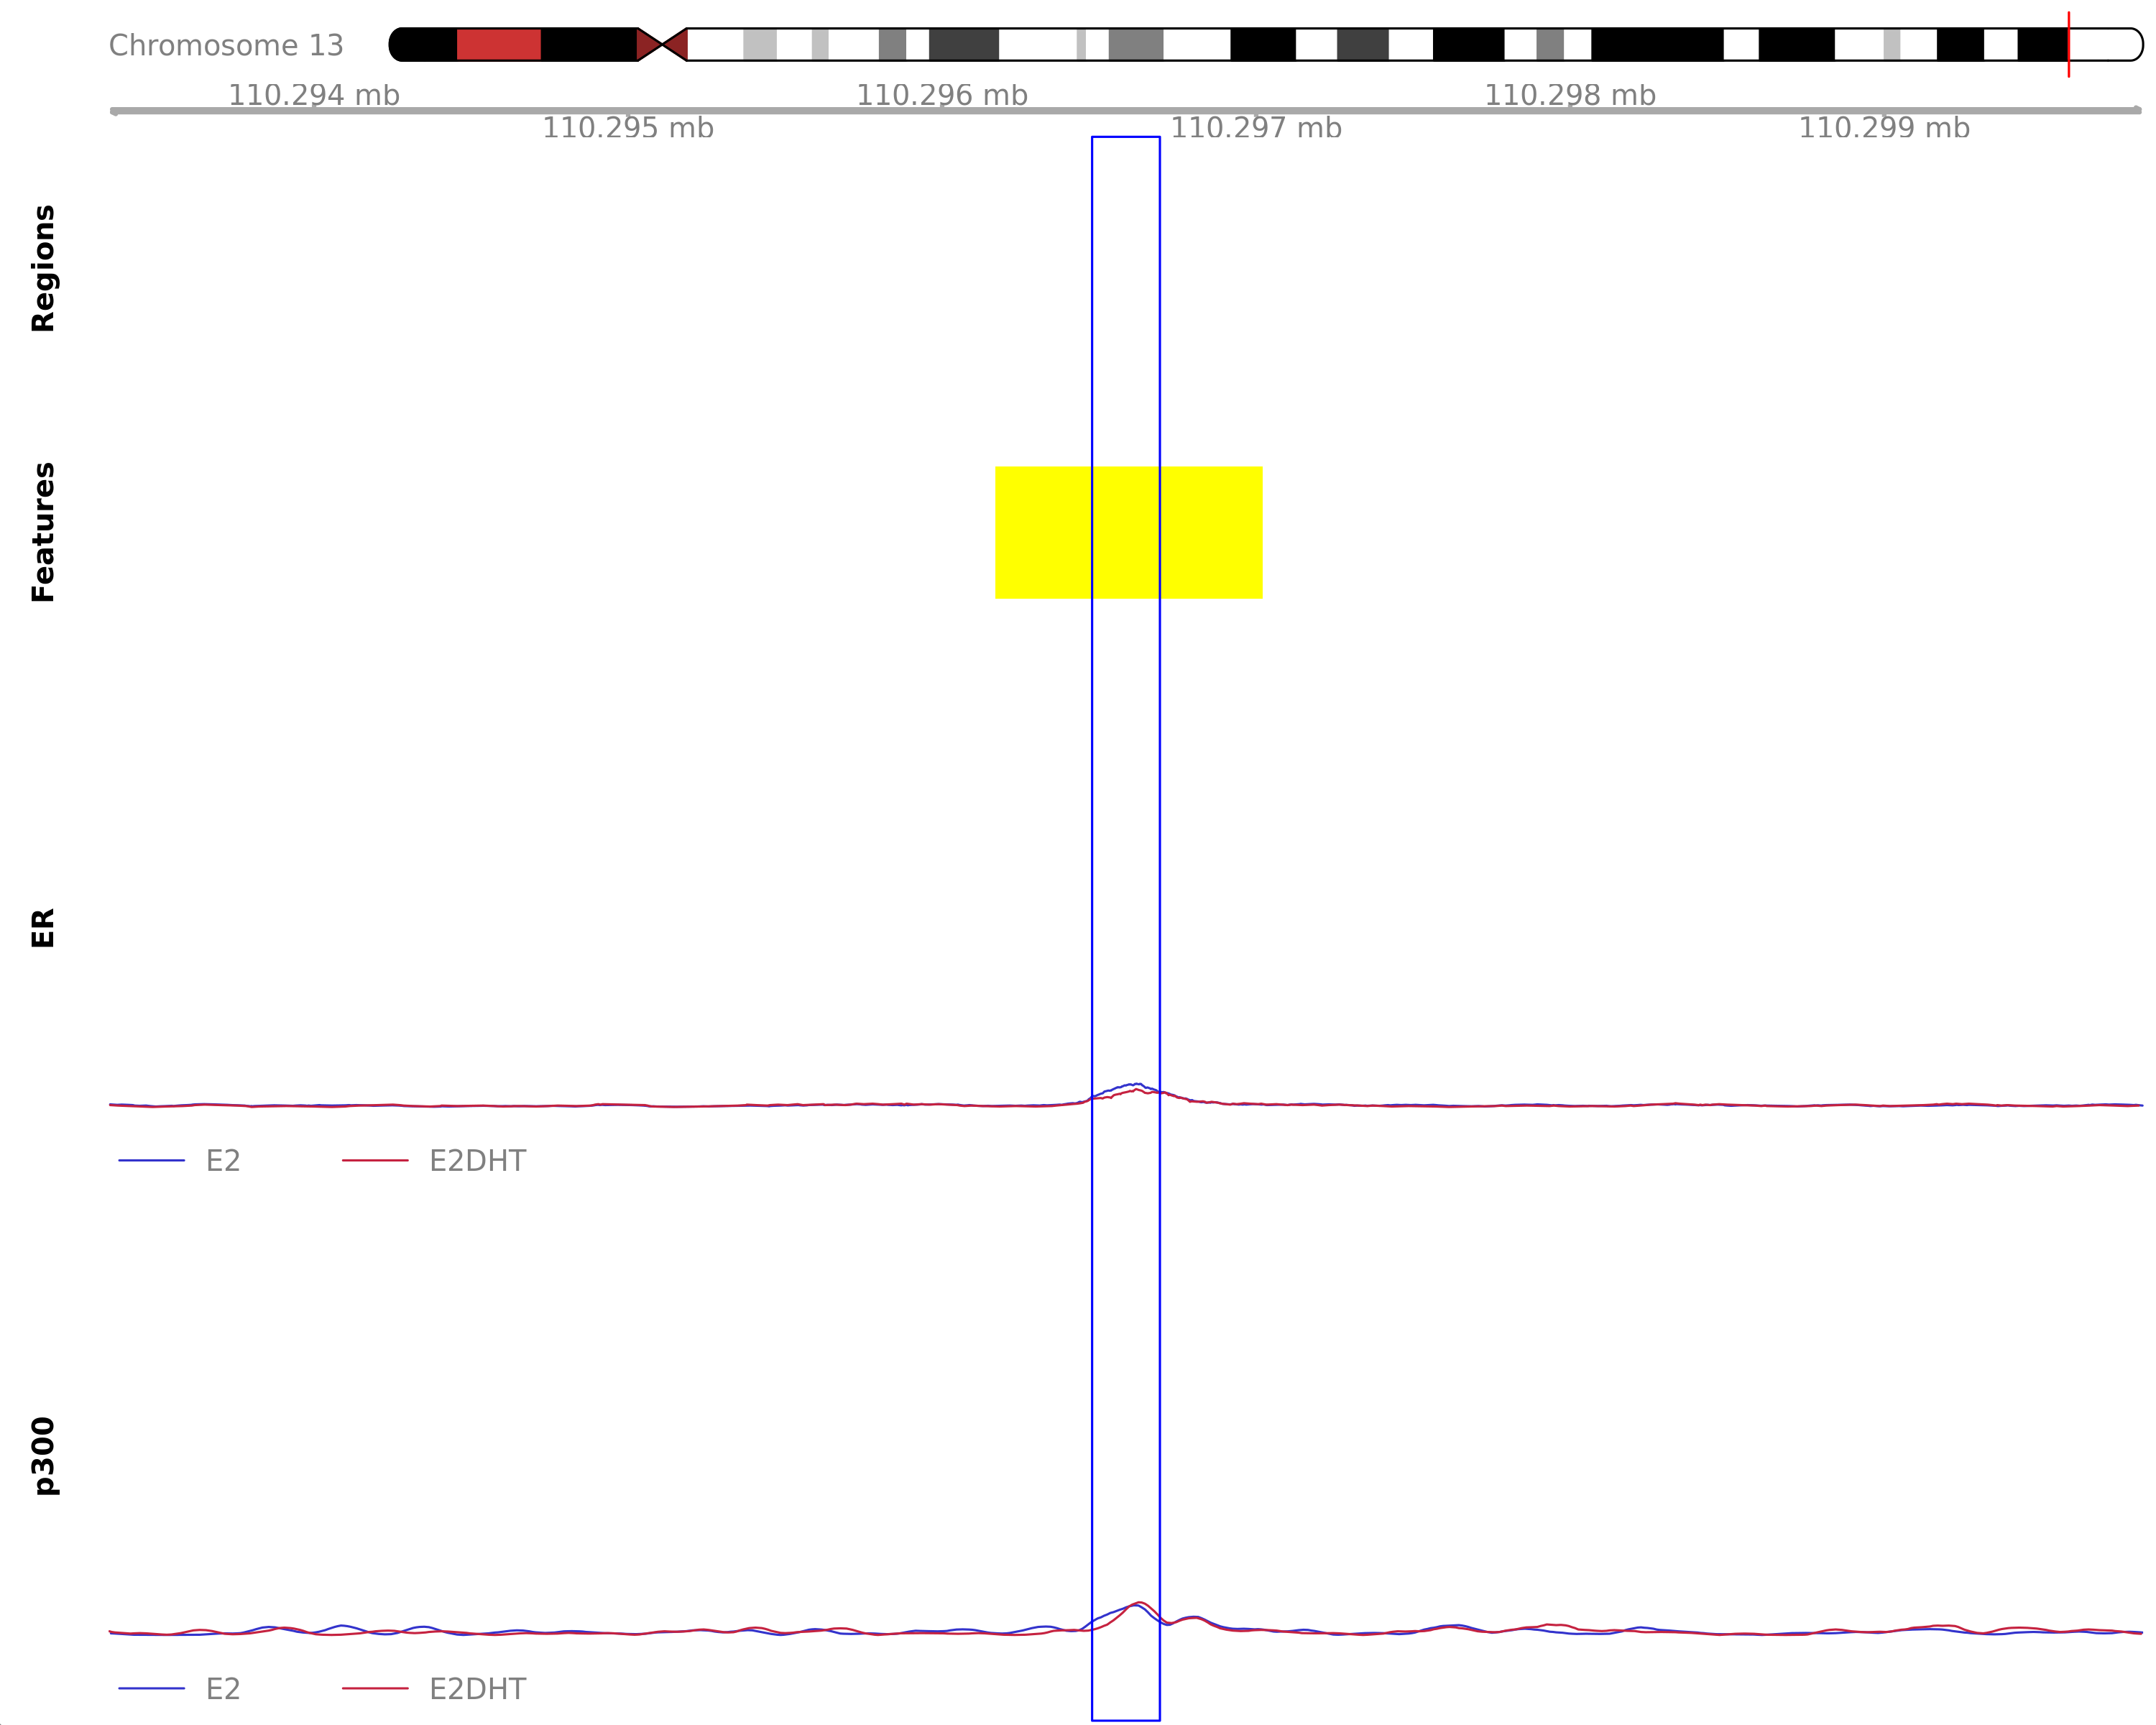 Chromosome 13
110.294 mb 110.296 mb 110.298 mb
110.295 mb 110.297 mb 110.299 mb
Regions
Features
ER
E2 E2DHT
p300
E2 E2DHT